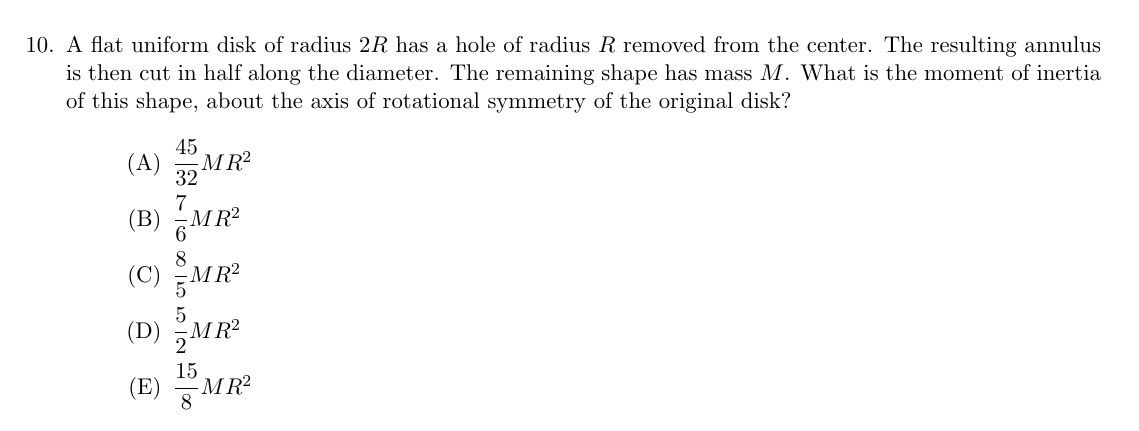 10. A flat uniform disk of radius 2R has a hole of radius R removed from the center. The resulting annulus
is then cut in half along the diameter. The remaining shape has mass M. What is the moment of inertia
of this shape, about the axis of rotational symmetry of the original disk?
(A) \frac{45}{32}MR^2
(B) \frac{7}{6}MR^2
(C) \frac{8}{5}MR^2
(D) \frac{5}{2}MR^2
(E) \frac{15}{8}MR^2